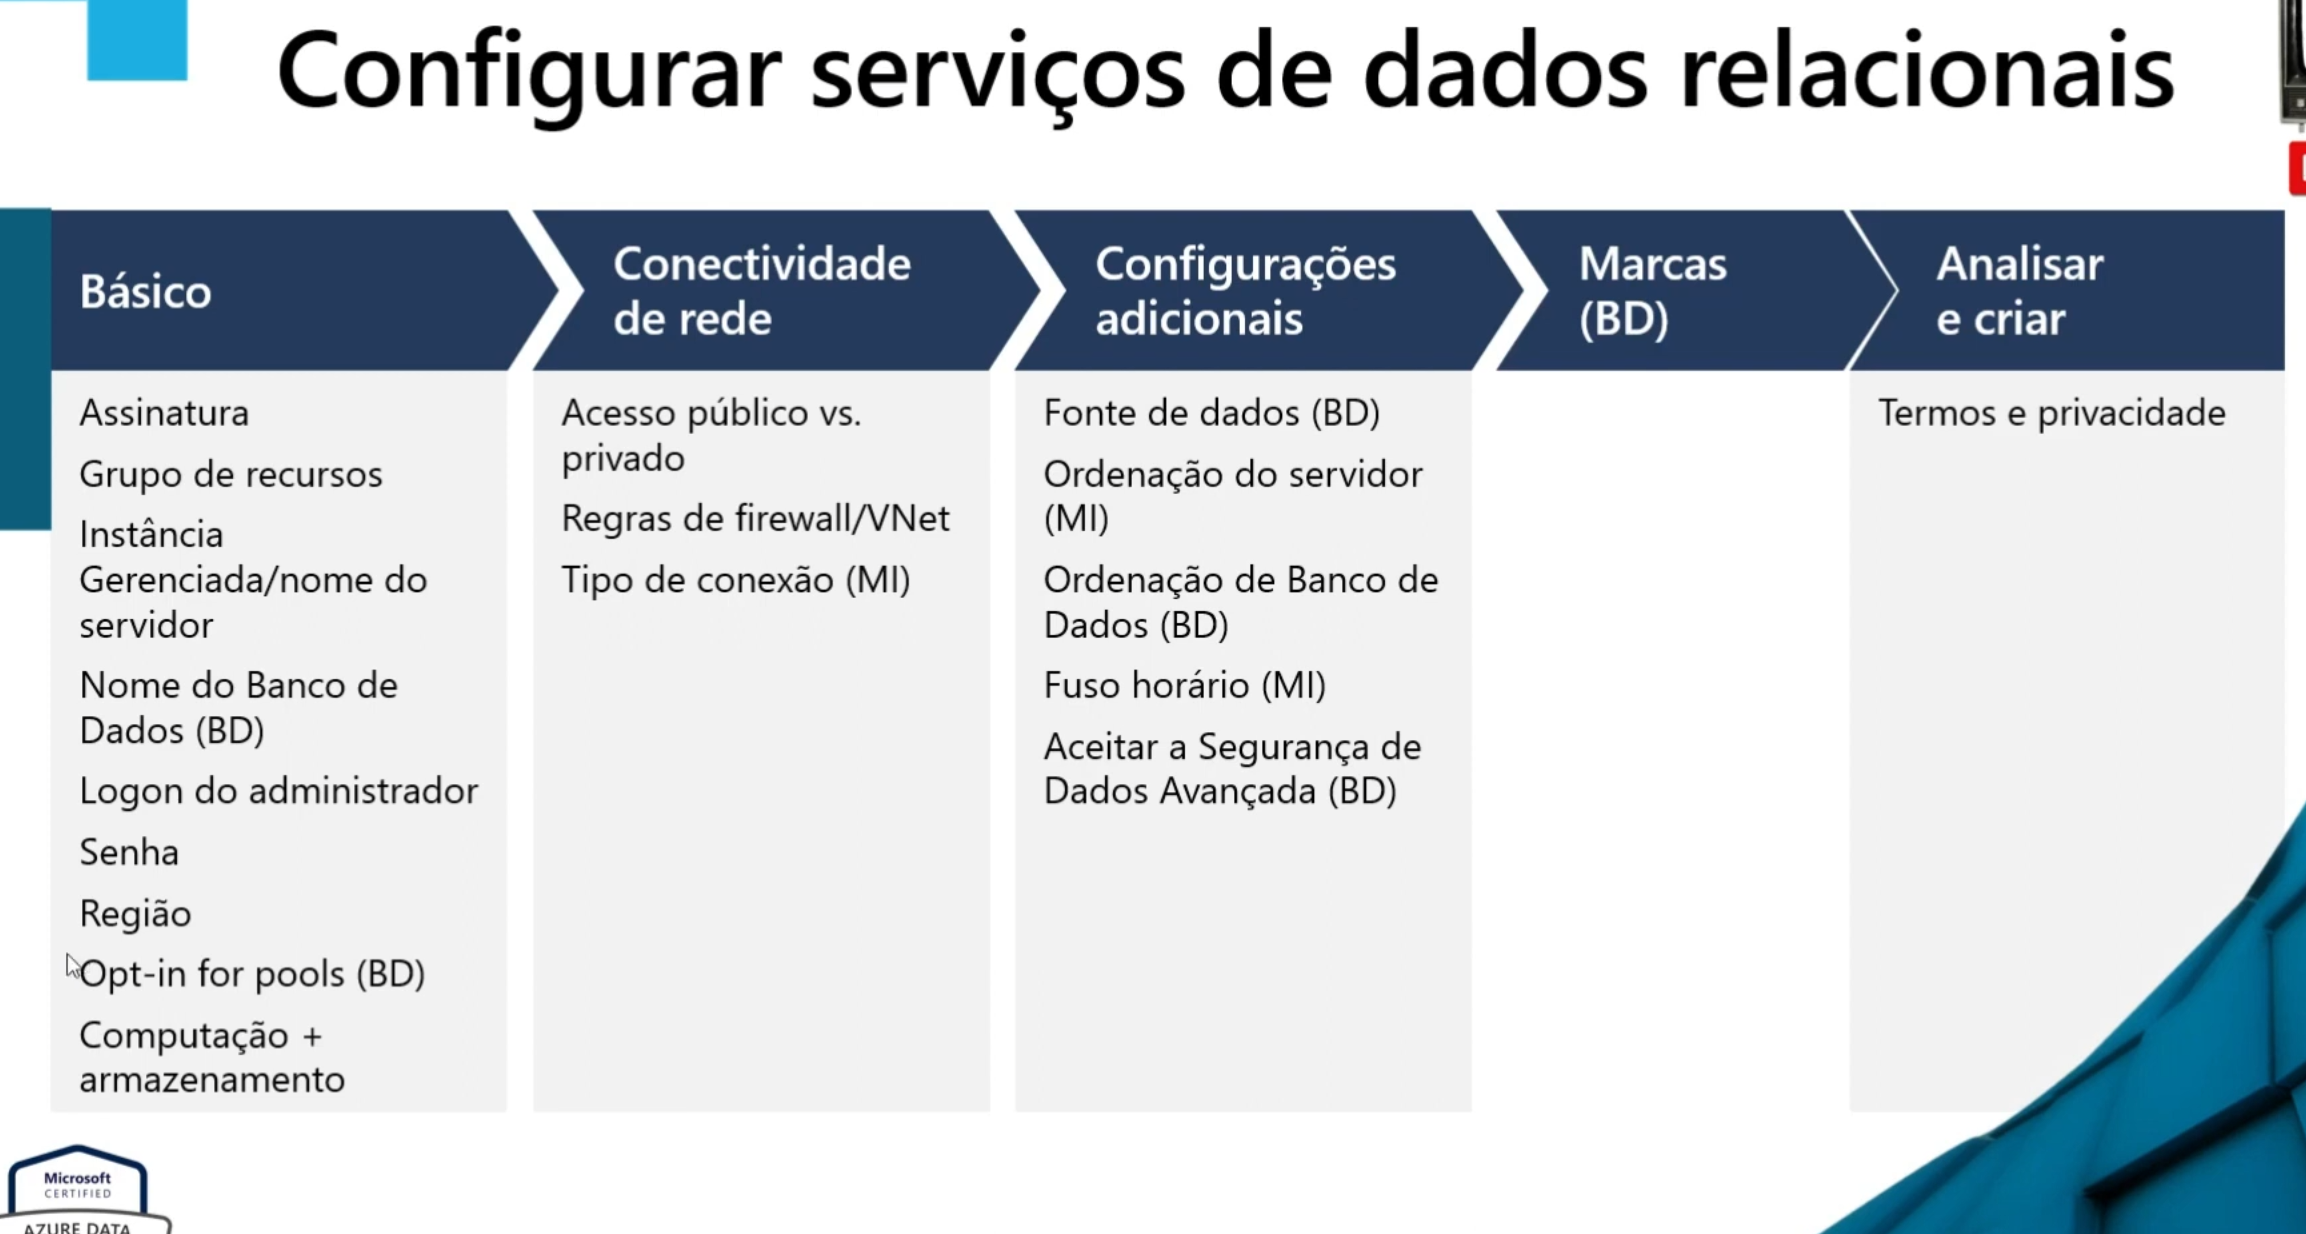 Configurar serviços de dados relacionais
Básico
Assinatura
Grupo de recursos
Instância
Gerenciada/nome do
servidor
Nome do Banco de
Dados (BD)
Logon do administrador
Senha
Região
Opt-in for pools (BD)
Computação +
armazenamento
Conectividade
de rede
Acesso público vs.
privado
Regras de firewall/VNet
Tipo de conexão (MI)
Configurações
adicionais
Fonte de dados (BD)
Ordenação do servidor
(MI)
Ordenação de Banco de
Dados (BD)
Fuso horário (MI)
Aceitar a Segurança de
Dados Avançada (BD)
Marcas
(BD)
Analisar
e criar
Termos e privacidade
Microsoft
CERTIFIED
AZURE DATA